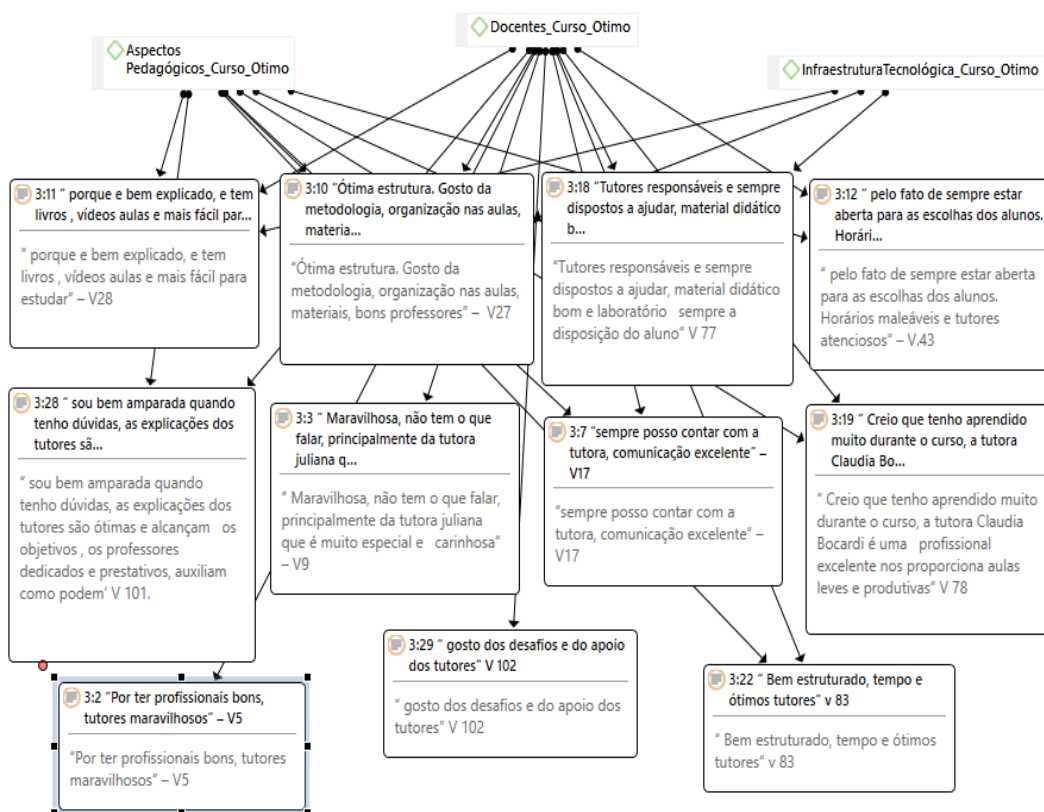 Docentes_Curso_Otimo
Aspectos
Pedagógicos_Curso_Otimo
InfraestruturaTecnológica_Curso_Otimo
3:11 “ porque e bem explicado, e tem
livros , vídeos aulas e mais fácil par...
“ porque e bem explicado, e tem
livros , vídeos aulas e mais fácil para
estudar” – V28
3:10 “Ótima estrutura. Gosto da
metodologia, organização nas aulas,
materia...
“Ótima estrutura. Gosto da
metodologia, organização nas aulas,
materiais, bons professores” – V27
3:18 “Tutores responsáveis e sempre
dispostos a ajudar, material didático
b...
“Tutores responsáveis e sempre
dispostos a ajudar, material didático
bom e laboratório sempre a
disposição do aluno” V 77
3:12 “ pelo fato de sempre estar
aberta para as escolhas dos alunos.
Horári...
“ pelo fato de sempre estar aberta
para as escolhas dos alunos.
Horários maleáveis e tutores
atenciosos” – V.43
3:28 “ sou bem amparada quando
tenho dúvidas, as explicações dos
tutores sã...
“ sou bem amparada quando
tenho dúvidas, as explicações dos
tutores são ótimas e alcançam os
objetivos , os professores
dedicados e prestativos, auxiliam
como podem’ V 101.
3:3 “ Maravilhosa, não tem o que
falar, principalmente da tutora
juliana q...
“ Maravilhosa, não tem o que falar,
principalmente da tutora juliana
que é muito especial e carinhosa”
– V9
3:7 “sempre posso contar com a
tutora, comunicação excelente” –
V17
“sempre posso contar com a
tutora, comunicação excelente” –
V17
3:19 “ Creio que tenho aprendido
muito durante o curso, a tutora
Claudia Bo...
“ Creio que tenho aprendido muito
durante o curso, a tutora Claudia
Bocardi é uma profissional
excelente nos proporciona aulas
leves e produtivas” V 78
3:2 “Por ter profissionais bons,
tutores maravilhosos” – V5
“Por ter profissionais bons, tutores
maravilhosos” – V5
3:29 “ gosto dos desafios e do apoio
dos tutores” V 102
“ gosto dos desafios e do apoio dos
tutores” V 102
3:22 “ Bem estruturado, tempo e
ótimos tutores” v 83
“ Bem estruturado, tempo e ótimos
tutores” v 83